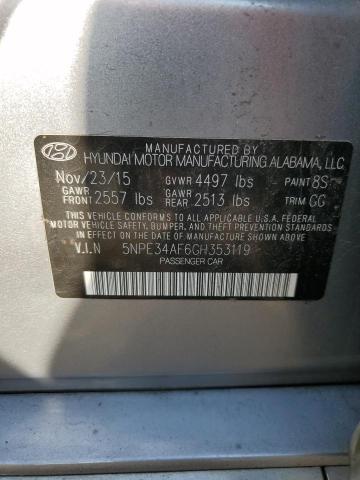 MANUFACTURED BY
HYUNDAI MOTOR MANUFACTURING ALABAMA, LLC
Nov/23/15 GVWR 4497 lbs PAINT 8S
GAWR FRONT 2557 lbs GAWR REAR 2513 lbs TRIM GG
THIS VEHICLE CONFORMS TO ALL APPLICABLE U.S.A. FEDERAL
MOTOR VEHICLE SAFETY, BUMPER, AND THEFT PREVENTION STANDARDS
IN EFFECT ON THE DATE OF MANUFACTURE SHOWN ABOVE.
V.I.N 5NPE34AF6GH353119
PASSENGER CAR